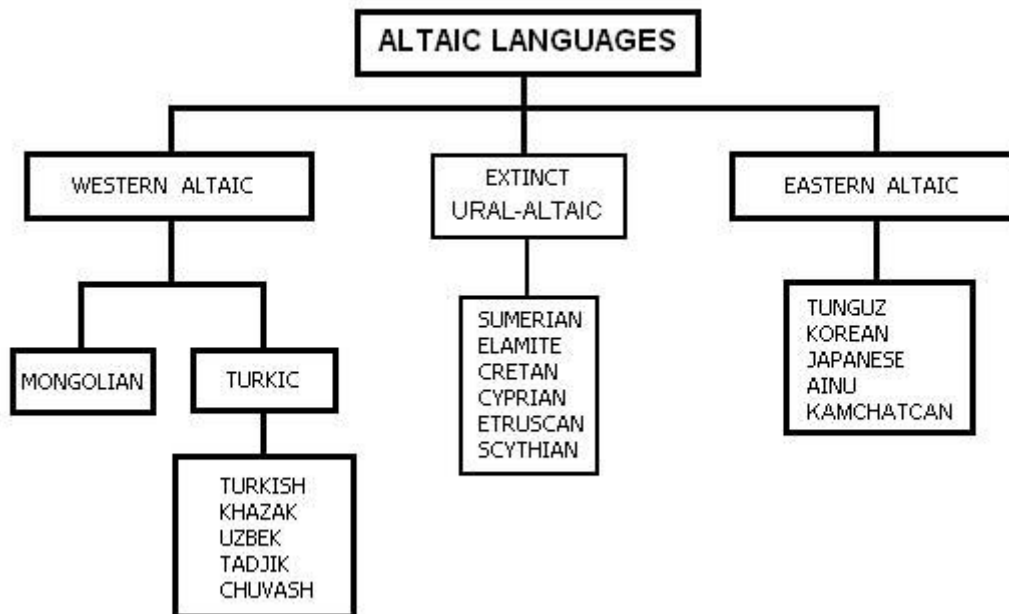 ALTAIC LANGUAGES
WESTERN ALTAIC
EXTINCT
URAL-ALTAIC
EASTERN ALTAIC
MONGOLIAN
TURKIC
TURKISH
KHAZAK
UZBEK
TADJIK
CHUVASH
SUMERIAN
ELAMITE
CRETAN
CYPRIAN
ETRUSCAN
SCYTHIAN
TUNGUZ
KOREAN
JAPANESE
AINU
KAMCHATCAN